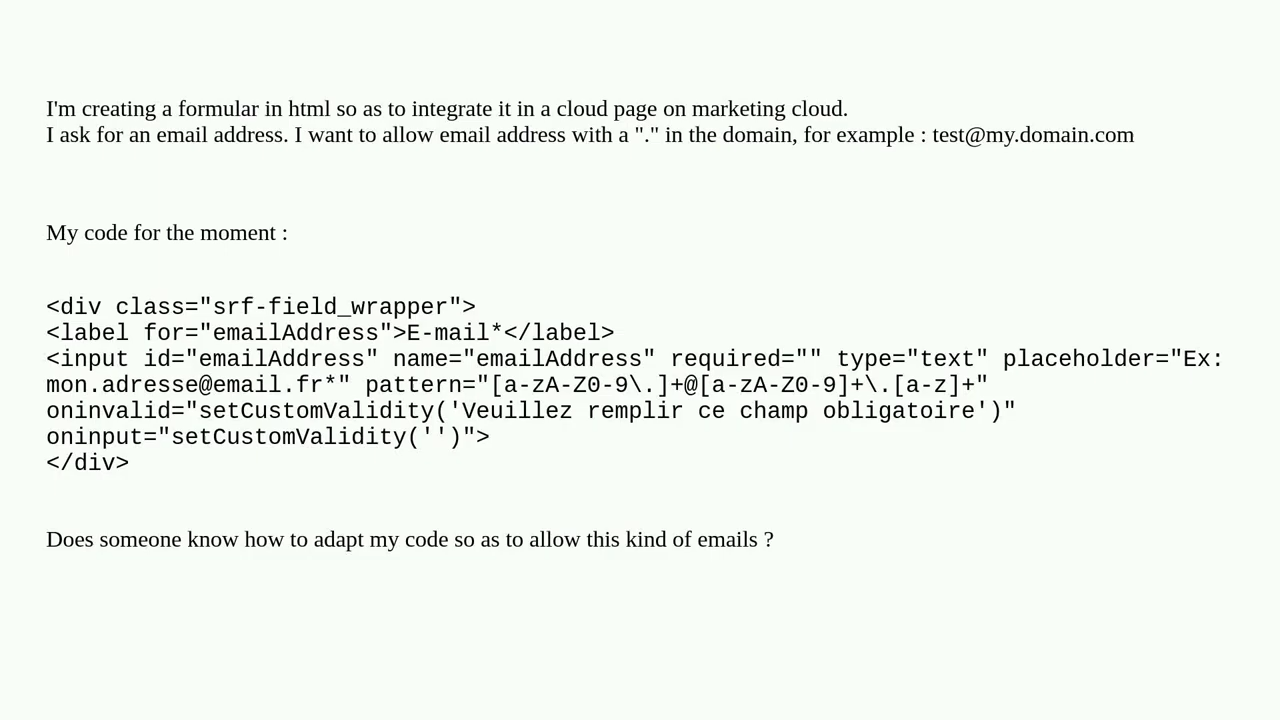 I'm creating a formular in html so as to integrate it in a cloud page on marketing cloud.
I ask for an email address. I want to allow email address with a "." in the domain, for example : test@my.domain.com
My code for the moment :
<div class="srf-field_wrapper">
<label for="emailAddress">E-mail*</label>
<input id="emailAddress" name="emailAddress" required="" type="text" placeholder="Ex:
mon.adresse@email.fr*" pattern="[a-zA-Z0-9\.]+@[a-zA-Z0-9]+\.[a-z]+"
oninvalid="setCustomValidity('Veuillez remplir ce champ obligatoire')"
oninput="setCustomValidity('')">
</div>
Does someone know how to adapt my code so as to allow this kind of emails ?